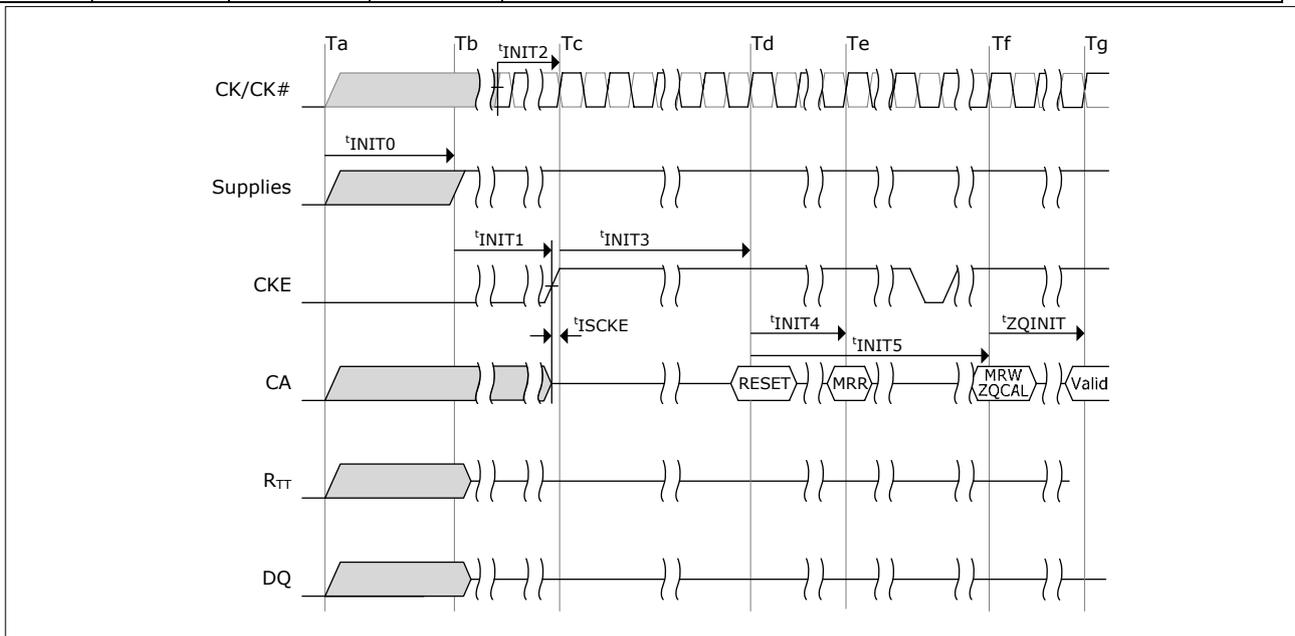 Ta Tb Tc Td Te Tf Tg
tINIT2
CK/CK#
tINIT0
Supplies
tINIT1 tINIT3
CKE
tISCKE tINIT4 tZQINIT
tINIT5
CA RESET MRR MRW ZQCAL Valid
RTT
DQ